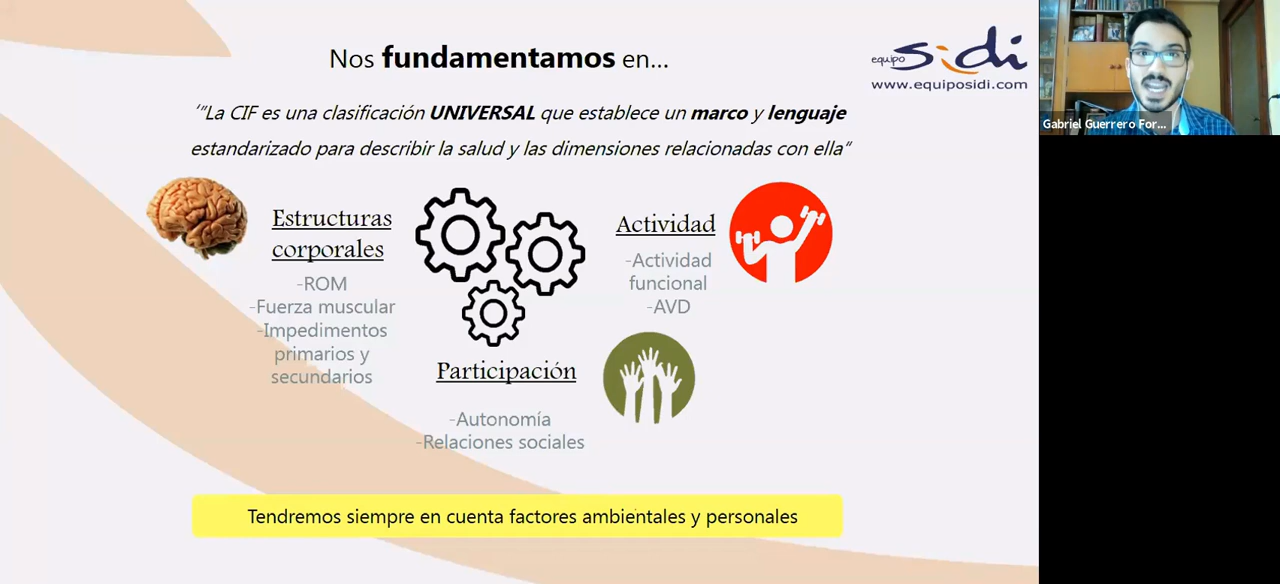 Nos fundamentamos en...
equipo sidi
www.equiposidi.com
'"La CIF es una clasificación UNIVERSAL que establece un marco y lenguaje
estandarizado para describir la salud y las dimensiones relacionadas con ella"
Estructuras
corporales
-ROM
-Fuerza muscular
-Impedimentos
primarios y
secundarios
Actividad
-Actividad
funcional
-AVD
Participación
-Autonomía
-Relaciones sociales
Tendremos siempre en cuenta factores ambientales y personales
Gabriel Guerrero For...